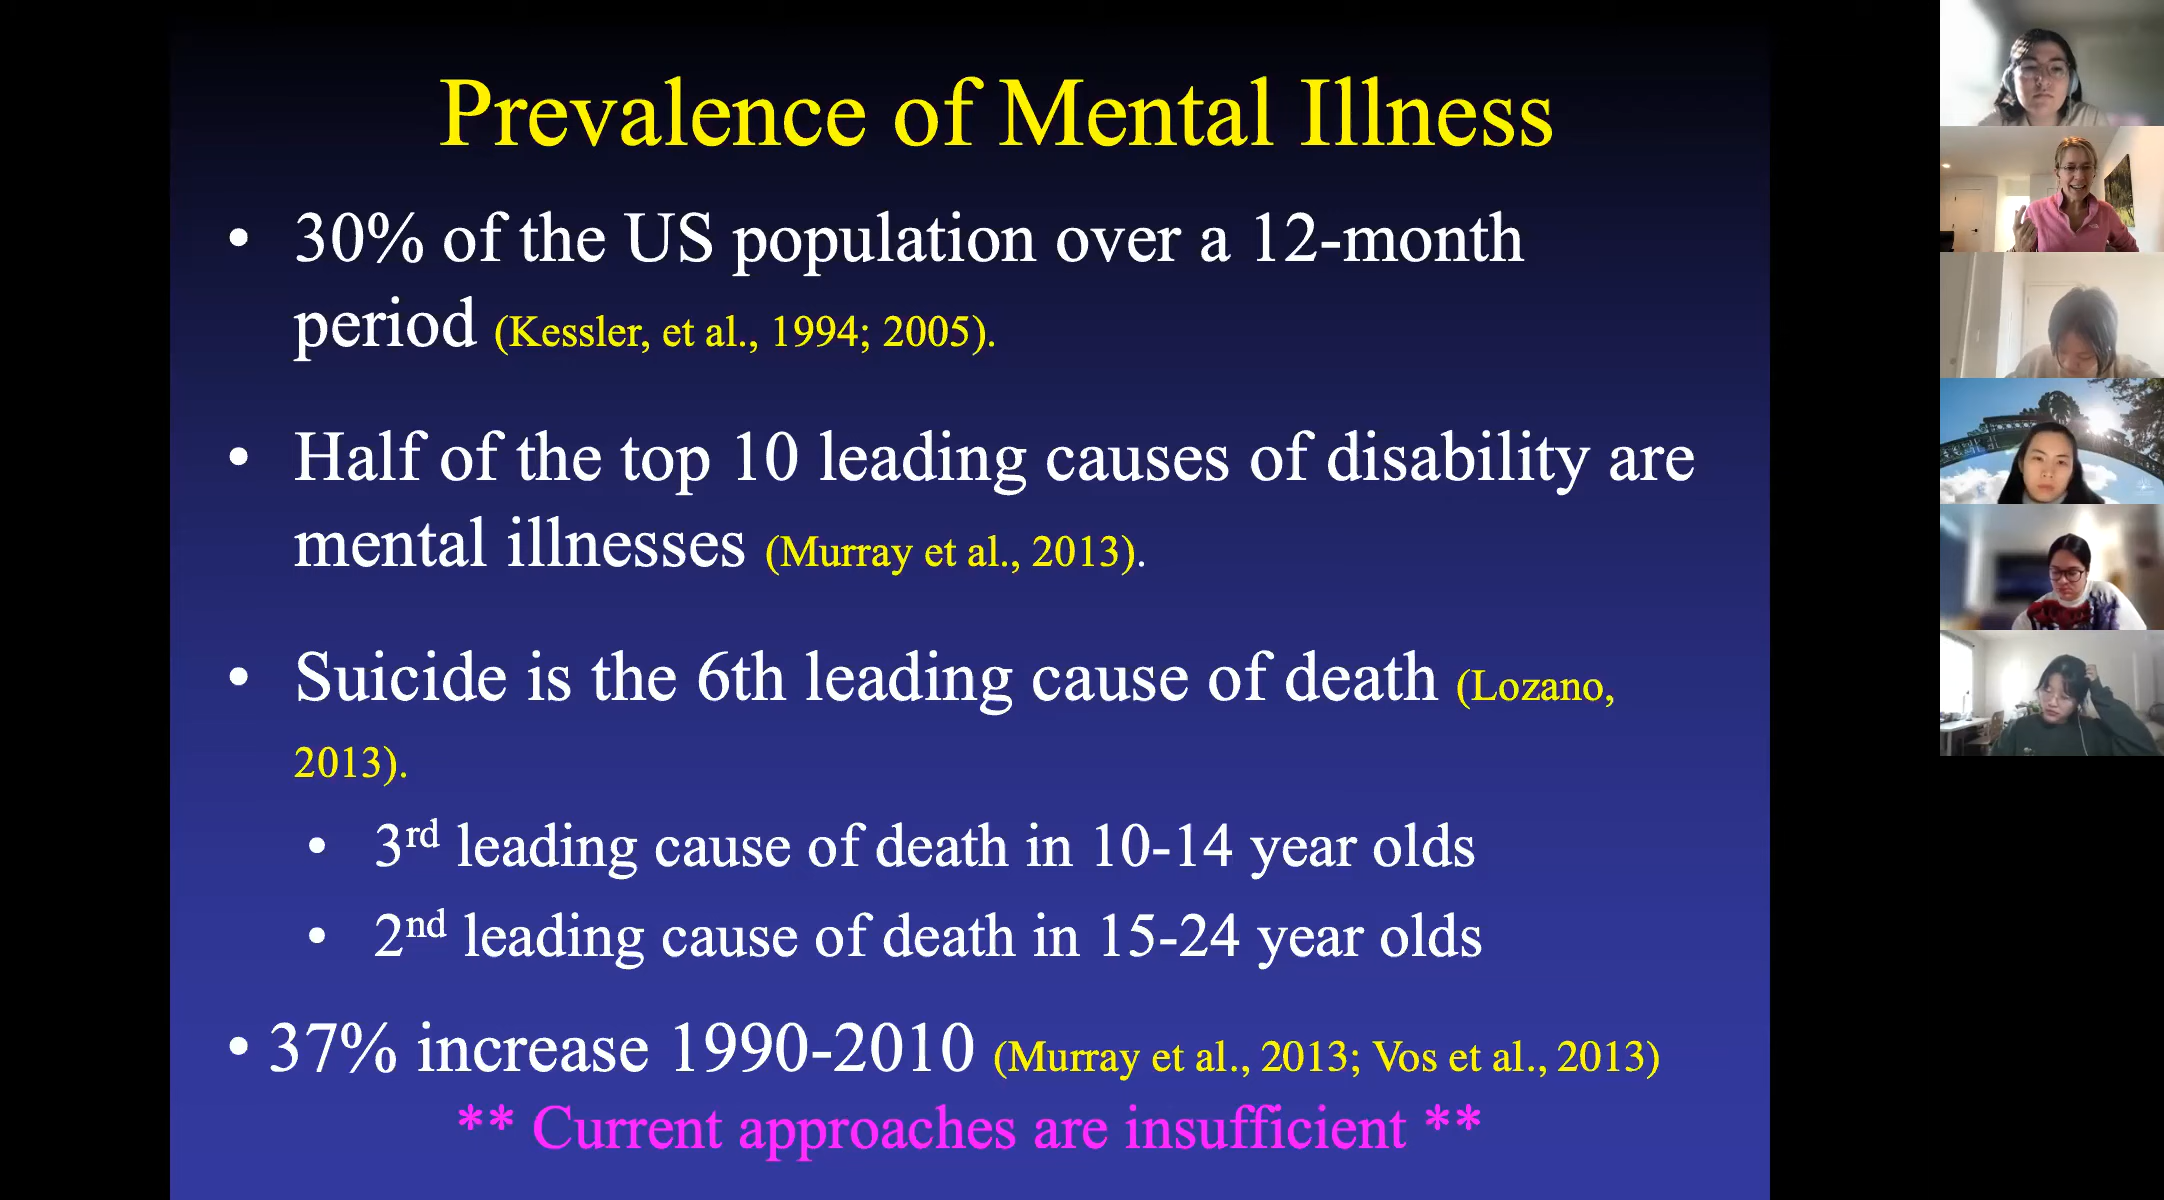 Prevalence of Mental Illness
• 30% of the US population over a 12-month
period (Kessler, et al., 1994; 2005).
• Half of the top 10 leading causes of disability are
mental illnesses (Murray et al., 2013).
• Suicide is the 6th leading cause of death (Lozano,
2013).
• 3rd leading cause of death in 10-14 year olds
• 2nd leading cause of death in 15-24 year olds
• 37% increase 1990-2010 (Murray et al., 2013; Vos et al., 2013)
** Current approaches are insufficient **